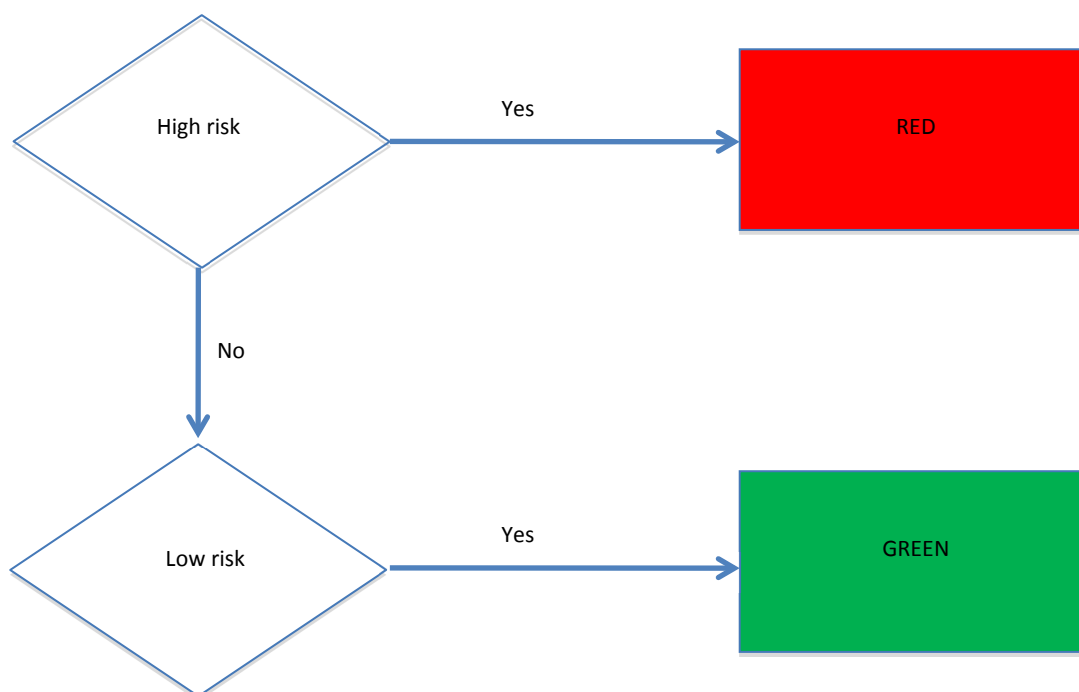 High risk
Yes
RED
No
Low risk
Yes
GREEN